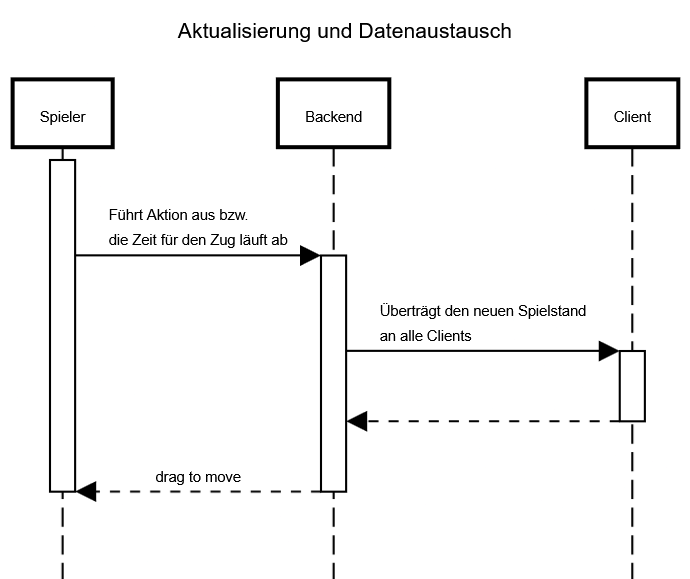 Aktualisierung und Datenaustausch
Spieler
Backend
Client
Führt Aktion aus bzw.
die Zeit für den Zug läuft ab
Überträgt den neuen Spielstand
an alle Clients
drag to move